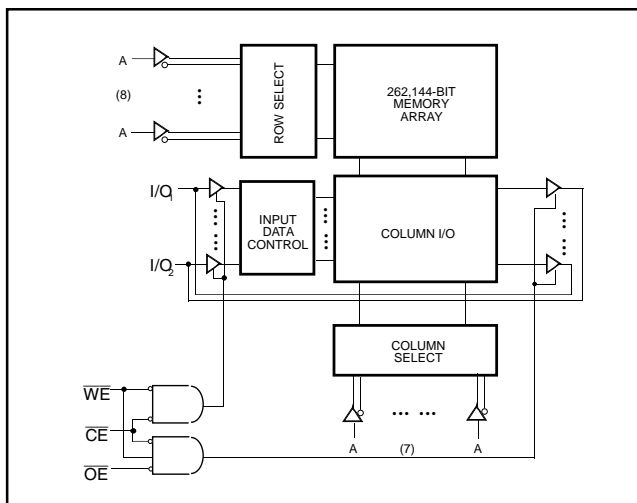 A
(8)
A
ROW SELECT
262,144-BIT
MEMORY
ARRAY
I/O1
I/O2
INPUT
DATA
CONTROL
COLUMN I/O
COLUMN
SELECT
WE
CE
OE
A
(7)
A